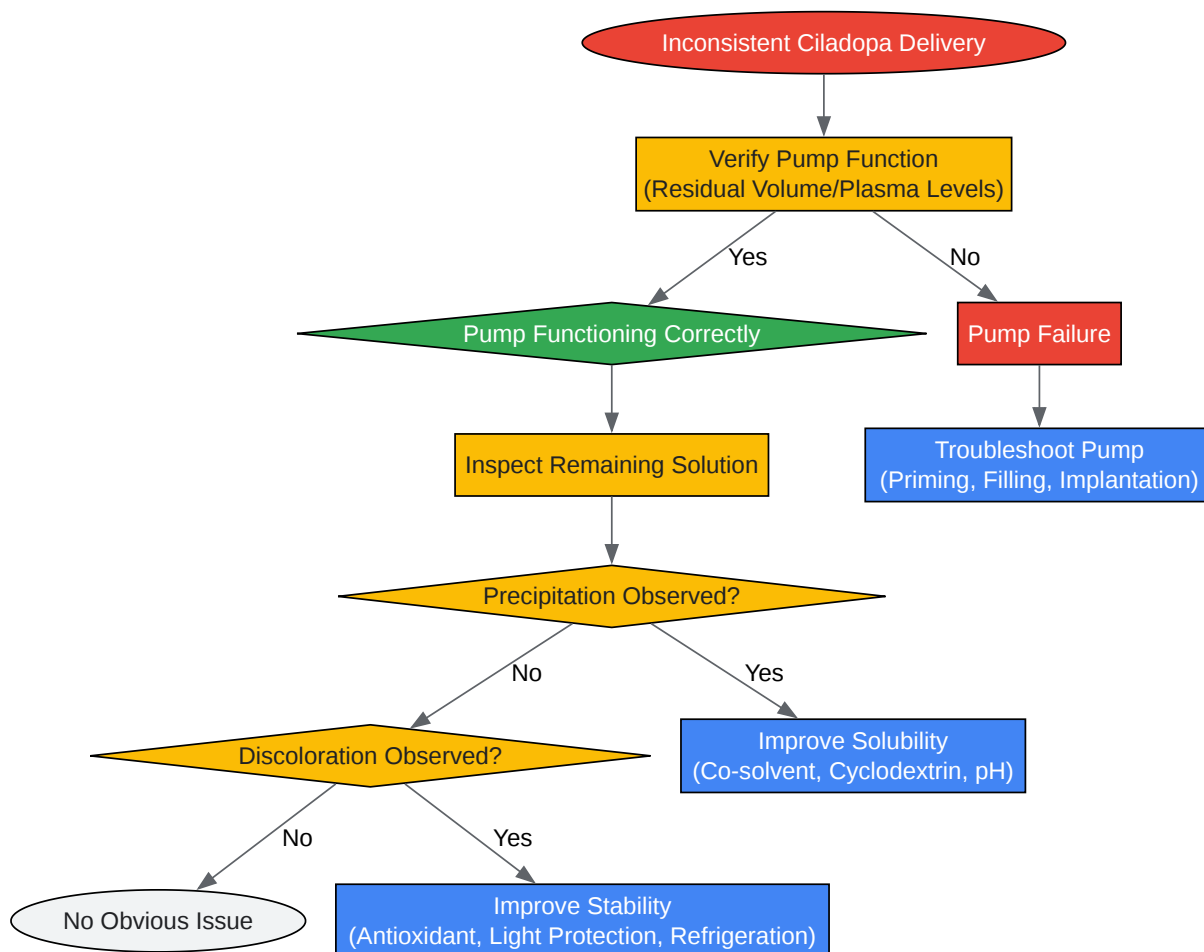 Inconsistent Ciladopa Delivery
Verify Pump Function
(Residual Volume/Plasma Levels)
Yes
No
Pump Functioning Correctly
Pump Failure
Inspect Remaining Solution
Troubleshoot Pump
(Priming, Filling, Implantation)
Precipitation Observed?
No
Yes
Discoloration Observed?
Improve Solubility
(Co-solvent, Cyclodextrin, pH)
No
Yes
No Obvious Issue
Improve Stability
(Antioxidant, Light Protection, Refrigeration)